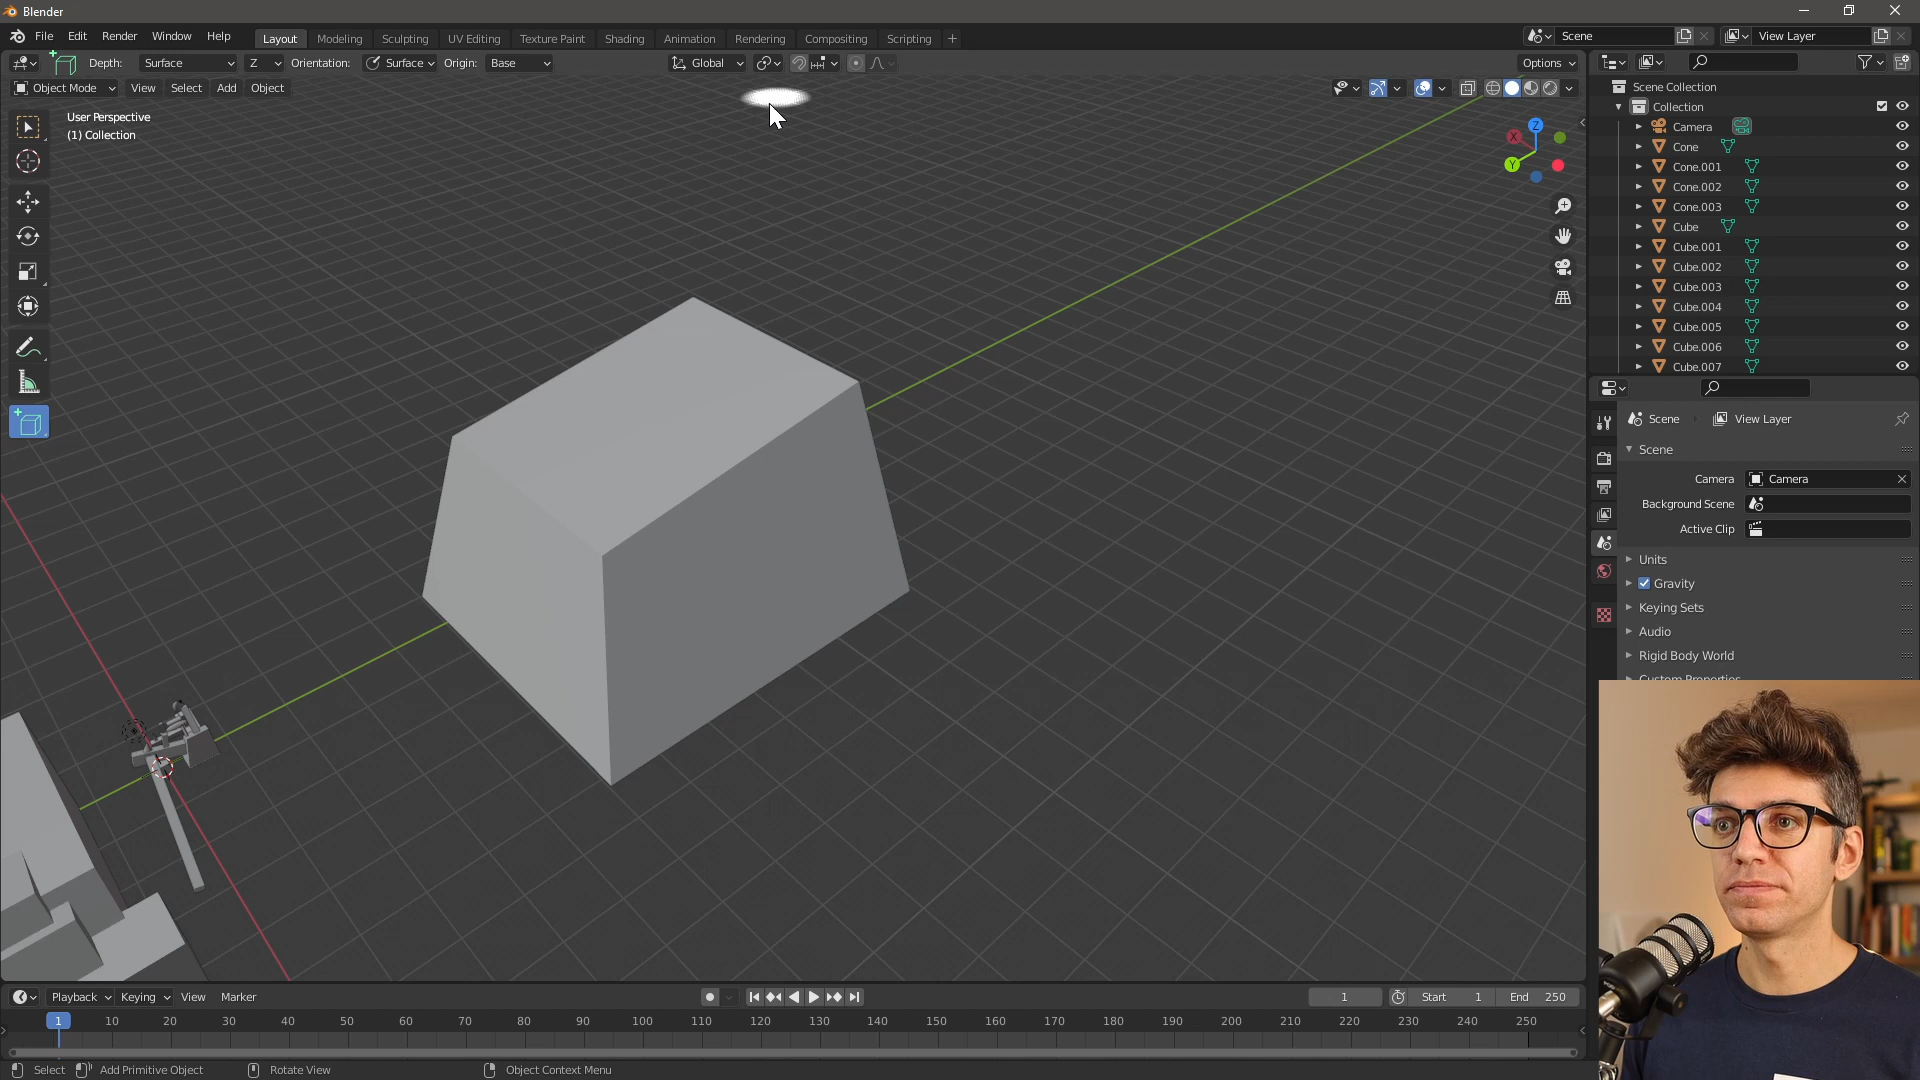 Blender
File Edit Render Window Help Layout Modeling Sculpting UV Editing Texture Paint Shading Animation Rendering Compositing Scripting + Scene View Layer
Depth: Surface Z Orientation: Surface Origin: Base Global Options
Object Mode View Select Add Object
User Perspective
(1) Collection
X
Y
Z
Scene Collection
Collection
Camera
Cone
Cone.001
Cone.002
Cone.003
Cube
Cube.001
Cube.002
Cube.003
Cube.004
Cube.005
Cube.006
Cube.007
Scene View Layer
Scene
Camera Camera
Background Scene
Active Clip
Units
Gravity
Keying Sets
Audio
Rigid Body World
Custom Properties
Playback Keying View Marker 1 Start 1 End 250
1 10 20 30 40 50 60 70 80 90 100 110 120 130 140 150 160 170 180 190 200 210 220 230 240 250
Select Add Primitive Object Rotate View Object Context Menu